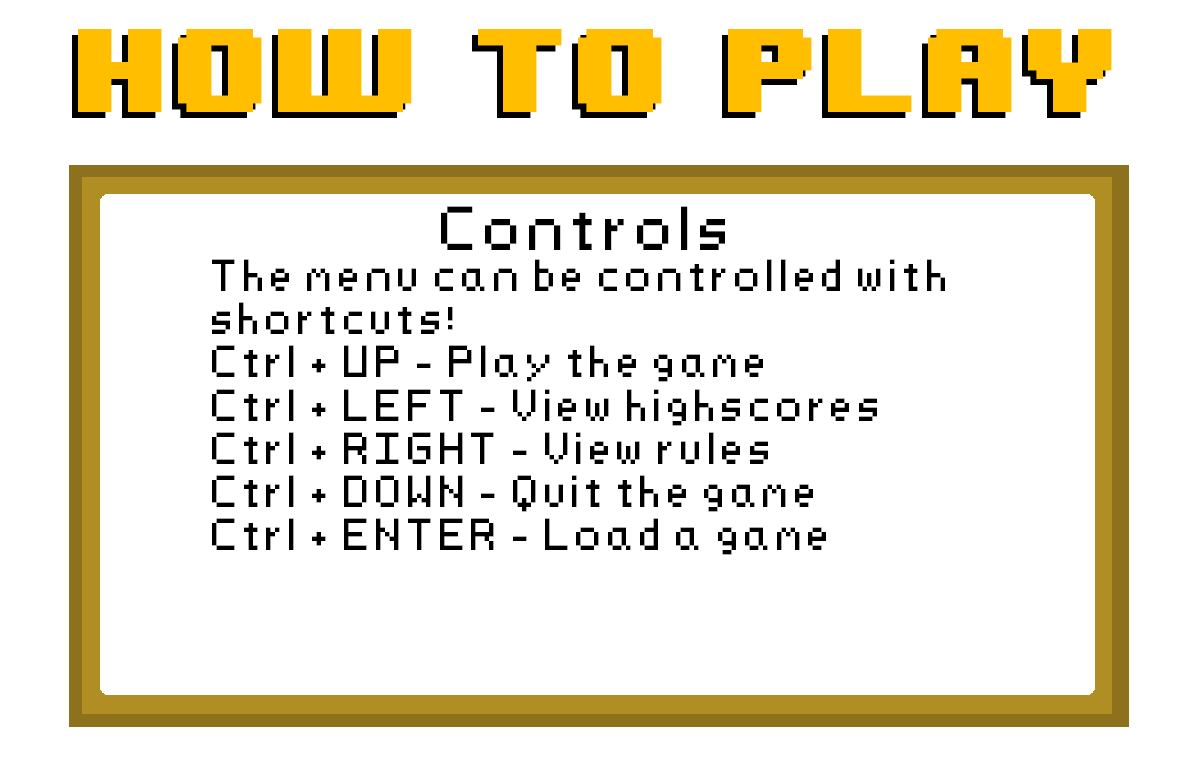 HOW TO PLAY
Controls
The menu can be controlled with
shortcuts!
Ctrl + UP - Play the game
Ctrl + LEFT - View highscores
Ctrl + RIGHT - View rules
Ctrl + DOWN - Quit the game
Ctrl + ENTER - Load a game